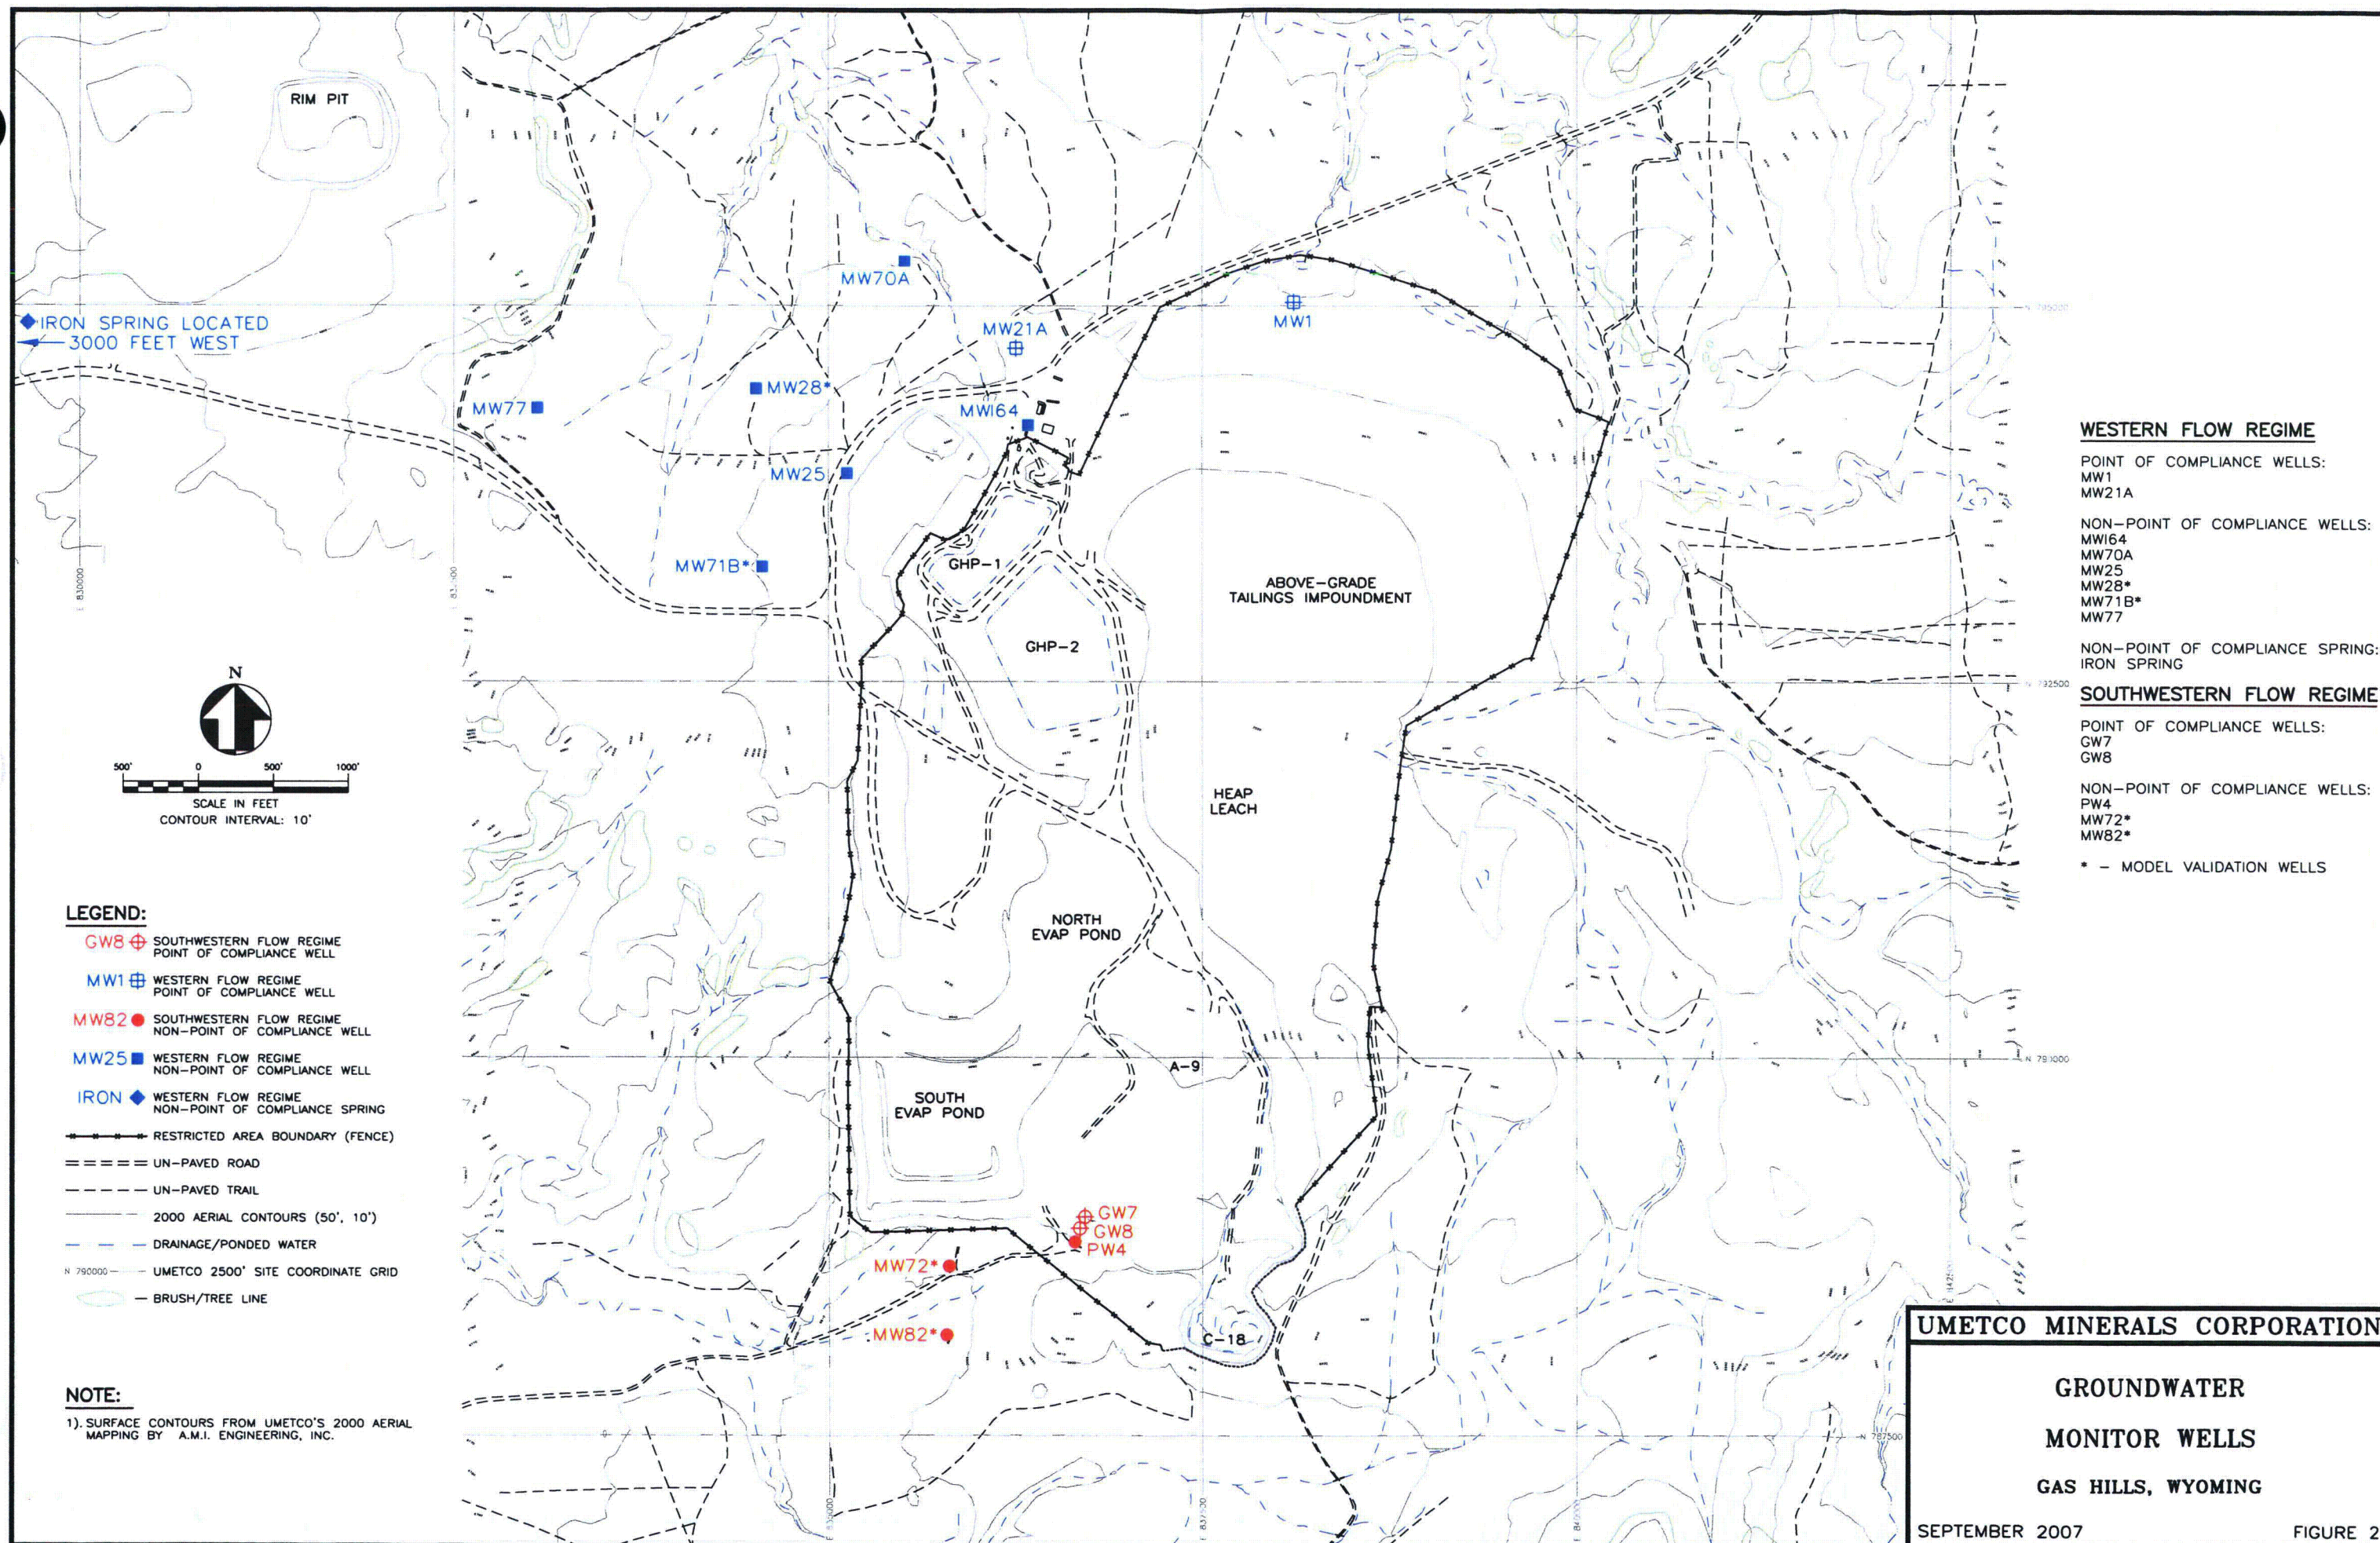 RIM PIT
MW70A
IRON SPRING LOCATED
3000 FEET WEST
MW21A
MW1
N 795000
MW28*
MW77
MWI64
MW25
MW71B*
GHP-1
ABOVE-GRADE
TAILINGS IMPOUNDMENT
GHP-2
E 830000
N 792500
HEAP
LEACH
NORTH
EVAP POND
A-9
SOUTH
EVAP POND
GW7
GW8
PW4
MW72*
MW82*
C-18
N 787500
WESTERN FLOW REGIME
POINT OF COMPLIANCE WELLS:
MW1
MW21A
NON-POINT OF COMPLIANCE WELLS:
MWI64
MW70A
MW25
MW28*
MW71B*
MW77
NON-POINT OF COMPLIANCE SPRING:
IRON SPRING
SOUTHWESTERN FLOW REGIME
POINT OF COMPLIANCE WELLS:
GW7
GW8
NON-POINT OF COMPLIANCE WELLS:
PW4
MW72*
MW82*
* - MODEL VALIDATION WELLS
N
500' 0 500' 1000'
SCALE IN FEET
CONTOUR INTERVAL: 10'
LEGEND:
GW8 SOUTHWESTERN FLOW REGIME
POINT OF COMPLIANCE WELL
MW1 WESTERN FLOW REGIME
POINT OF COMPLIANCE WELL
MW82 SOUTHWESTERN FLOW REGIME
NON-POINT OF COMPLIANCE WELL
MW25 WESTERN FLOW REGIME
NON-POINT OF COMPLIANCE WELL
IRON WESTERN FLOW REGIME
NON-POINT OF COMPLIANCE SPRING
RESTRICTED AREA BOUNDARY (FENCE)
UN-PAVED ROAD
UN-PAVED TRAIL
2000 AERIAL CONTOURS (50', 10')
DRAINAGE/PONDED WATER
N 790000 UMETCO 2500' SITE COORDINATE GRID
BRUSH/TREE LINE
NOTE:
1). SURFACE CONTOURS FROM UMETCO'S 2000 AERIAL
MAPPING BY A.M.I. ENGINEERING, INC.
UMETCO MINERALS CORPORATION
GROUNDWATER
MONITOR WELLS
GAS HILLS, WYOMING
SEPTEMBER 2007 FIGURE 2